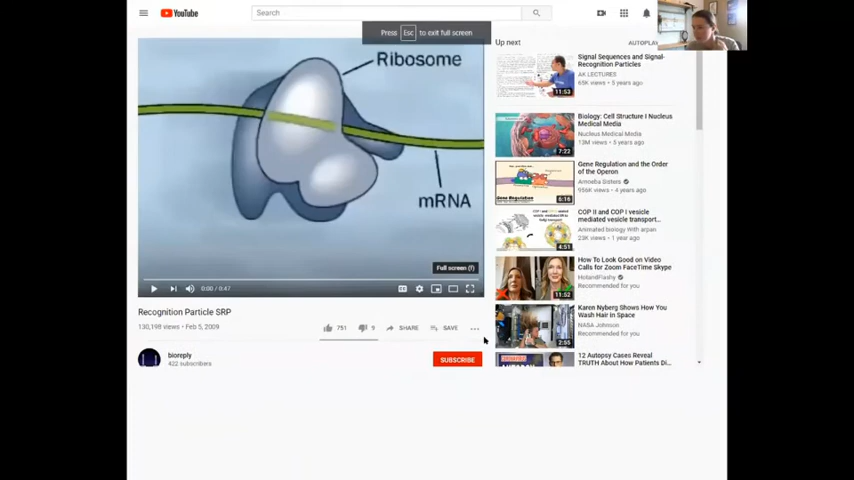 YouTube
Search
Press Esc to exit full screen
Up next
AUTOPLAY
Ribosome
mRNA
Full screen (f)
0:00 / 0:47
Recognition Particle SRP
130,198 views • Feb 5, 2009
751
9
SHARE
SAVE
bioreply
422 subscribers
SUBSCRIBE
Signal Sequences and Signal-
Recognition Particles
AK LECTURES
65K views • 5 years ago
11:53
Biology: Cell Structure I Nucleus
Medical Media
Nucleus Medical Media
13M views • 5 years ago
7:22
Gene Regulation and the Order
of the Operon
Amoeba Sisters
956K views • 4 years ago
Gene Regulation
6:16
COP II and COP I vesicle
mediated vesicle transport...
Animated biology With arpan
23K views • 1 year ago
4:51
How To Look Good on Video
Calls for Zoom FaceTime Skype
HotandFlashy
Recommended for you
11:52
Karen Nyberg Shows How You
Wash Hair in Space
NASA Johnson
Recommended for you
2:55
12 Autopsy Cases Reveal
TRUTH About How Patients Di...